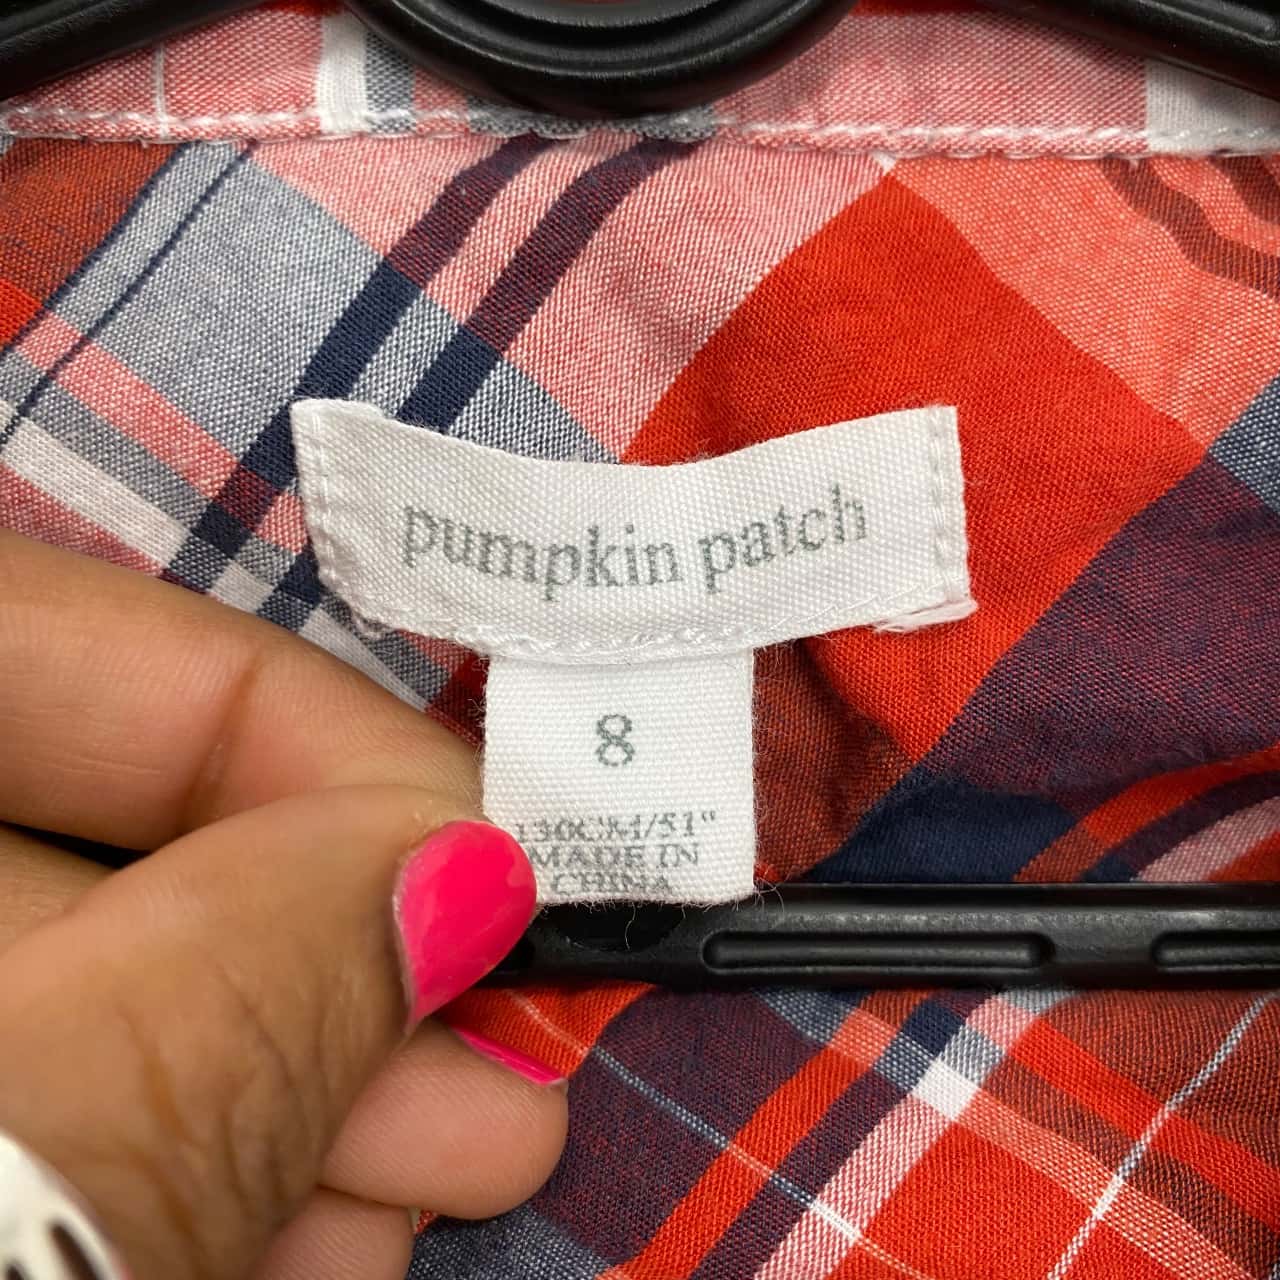 pumpkin patch
8
130CM/51"
MADE IN
CHINA